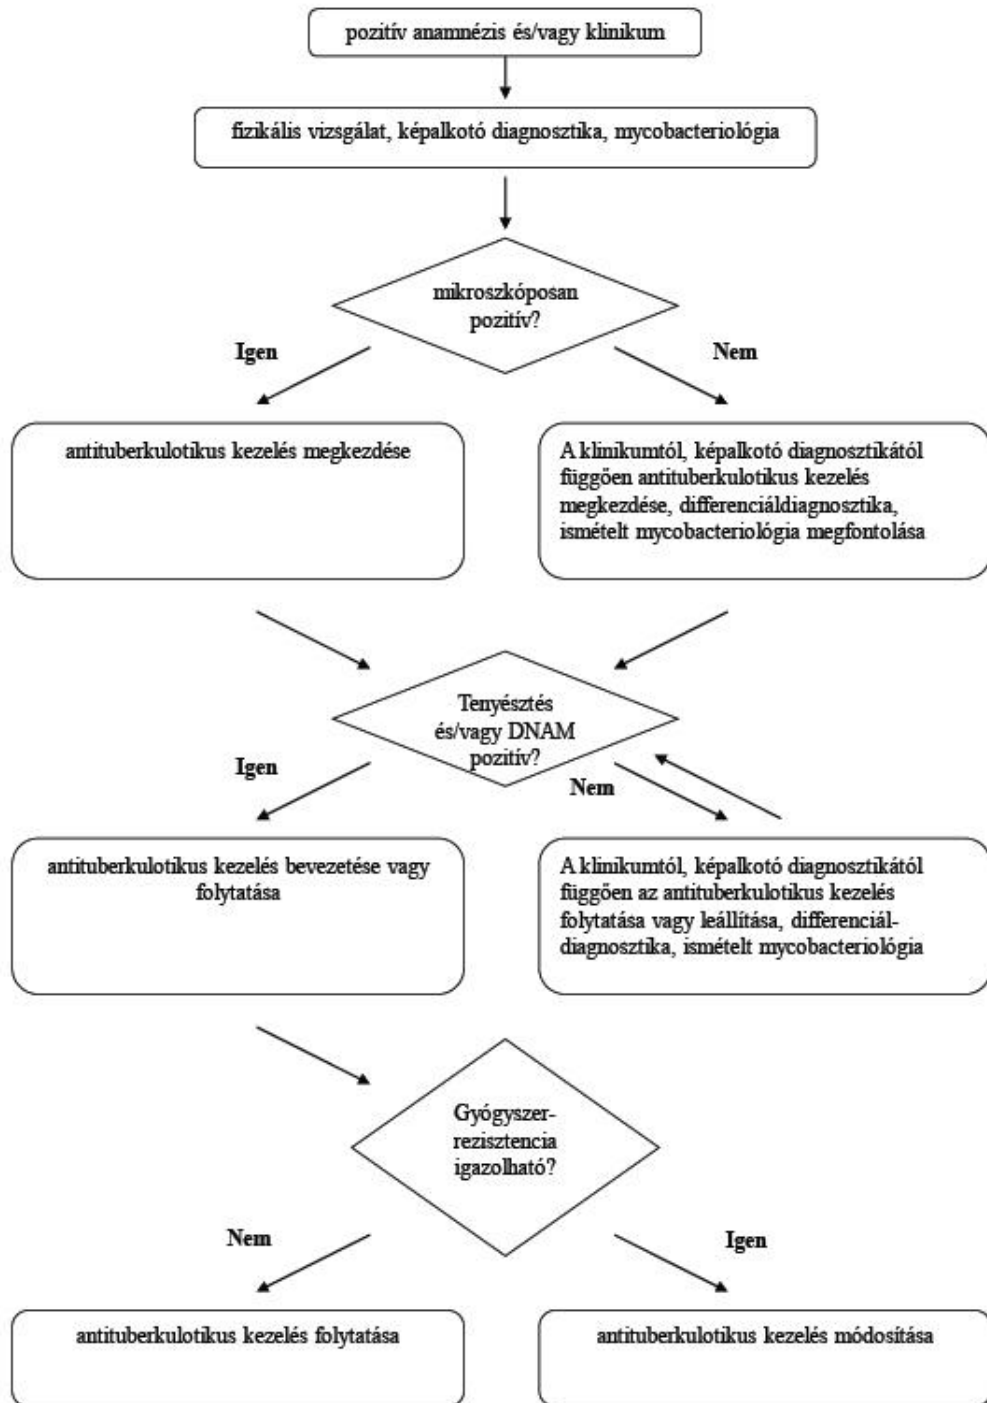 pozitív anamnézis és/vagy klinikum
fizikális vizsgálat, képalkotó diagnosztika, mycobacteriológia
mikroszkóposan
pozitív?
Igen
Nem
antituberkulotikus kezelés megkezdése
A klinikumtól, képalkotó diagnosztikától
függően antituberkulotikus kezelés
megkezdése, differenciáldiagnosztika,
ismételt mycobacteriológia megfontolása
Tenyésztés
és/vagy DNAM
pozitív?
Igen
Nem
antituberkulotikus kezelés bevezetése vagy
folytatása
A klinikumtól, képalkotó diagnosztikától
függően az antituberkulotikus kezelés
folytatása vagy leállítása, differenciál-
diagnosztika, ismételt mycobacteriológia
Gyógyszer-
rezisztencia
igazolható?
Nem
Igen
antituberkulotikus kezelés folytatása
antituberkulotikus kezelés módosítása